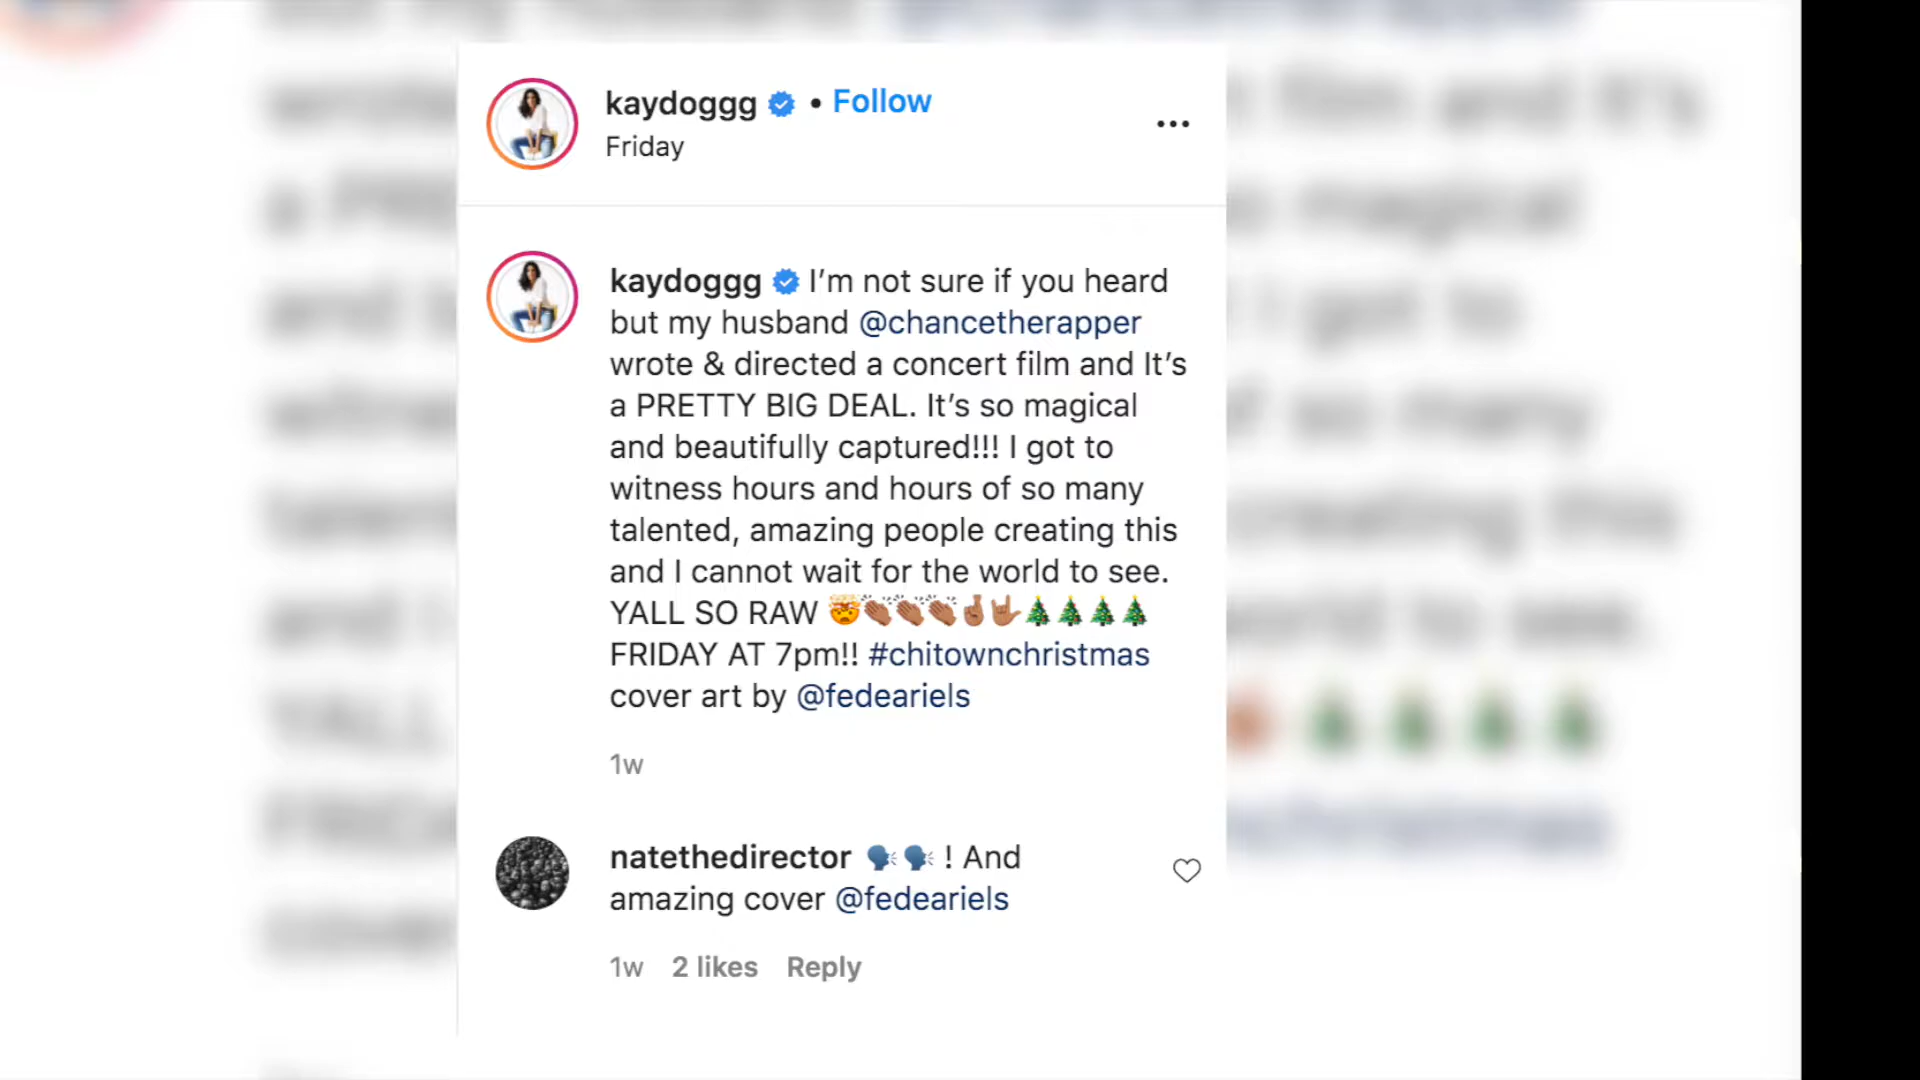 kaydoggg • Follow
Friday
kaydoggg I’m not sure if you heard
but my husband @chancetherapper
wrote & directed a concert film and It’s
a PRETTY BIG DEAL. It’s so magical
and beautifully captured!!! I got to
witness hours and hours of so many
talented, amazing people creating this
and I cannot wait for the world to see.
YALL SO RAW 🤯👏🏽👏🏽👏🏽🤞🏽🤟🏽🎄🎄🎄🎄
FRIDAY AT 7pm!! #chitownchristmas
cover art by @fedeariels
1w
natethedirector 🗣🗣 ! And
amazing cover @fedeariels
1w 2 likes Reply